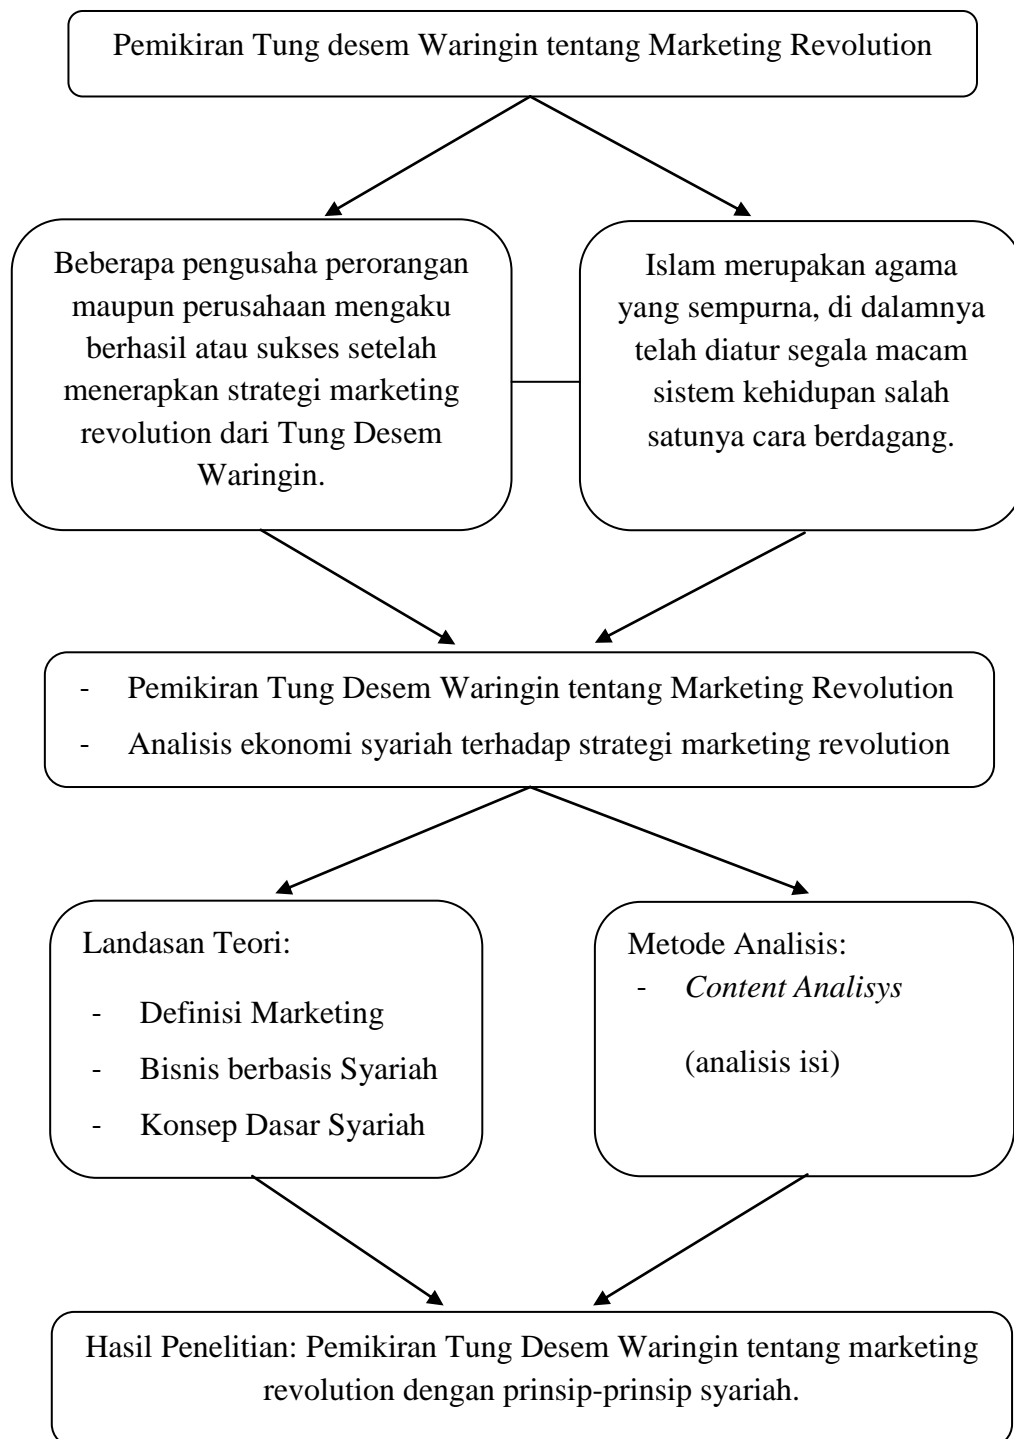 Pemikiran Tung desem Waringin tentang Marketing Revolution
Beberapa pengusaha perorangan
maupun perusahaan mengaku
berhasil atau sukses setelah
menerapkan strategi marketing
revolution dari Tung Desem
Waringin.
Islam merupakan agama
yang sempurna, di dalamnya
telah diatur segala macam
sistem kehidupan salah
satunya cara berdagang.
- Pemikiran Tung Desem Waringin tentang Marketing Revolution
- Analisis ekonomi syariah terhadap strategi marketing revolution
Landasan Teori:
- Definisi Marketing
- Bisnis berbasis Syariah
- Konsep Dasar Syariah
Metode Analisis:
- Content Analisys
(analisis isi)
Hasil Penelitian: Pemikiran Tung Desem Waringin tentang marketing
revolution dengan prinsip-prinsip syariah.